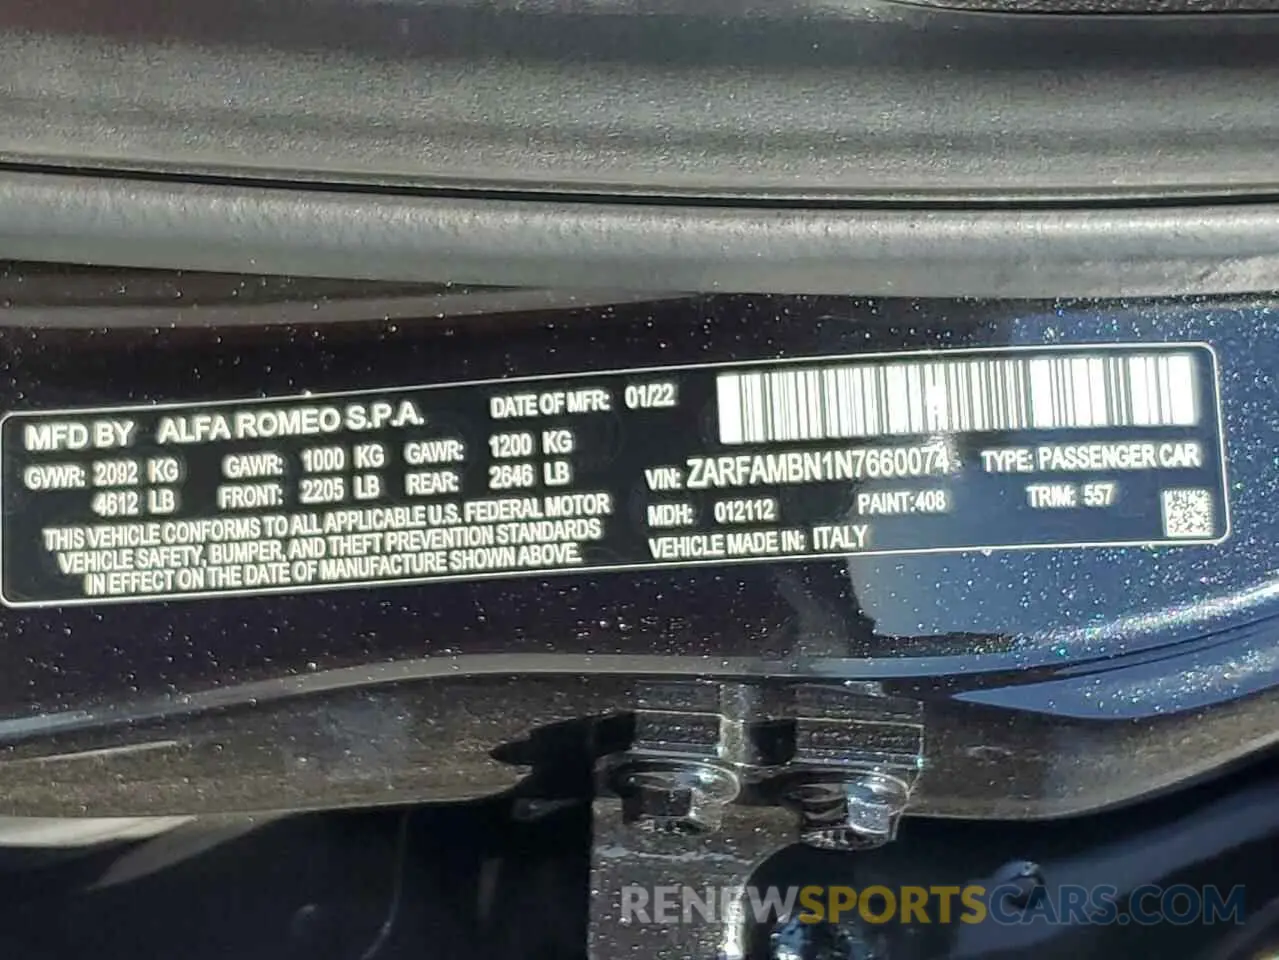 MFD BY ALFA ROMEO S.P.A. DATE OF MFR: 01/22
GVWR: 2092 KG GAWR: 1000 KG GAWR: 1200 KG
4612 LB FRONT: 2205 LB REAR: 2646 LB
THIS VEHICLE CONFORMS TO ALL APPLICABLE U.S. FEDERAL MOTOR
VEHICLE SAFETY, BUMPER, AND THEFT PREVENTION STANDARDS
IN EFFECT ON THE DATE OF MANUFACTURE SHOWN ABOVE.
VIN: ZARFAMBN1N7660074 TYPE: PASSENGER CAR
MDH: 012112 PAINT:408 TRIM: 557
VEHICLE MADE IN: ITALY
RENEWSPORTSCARS.COM